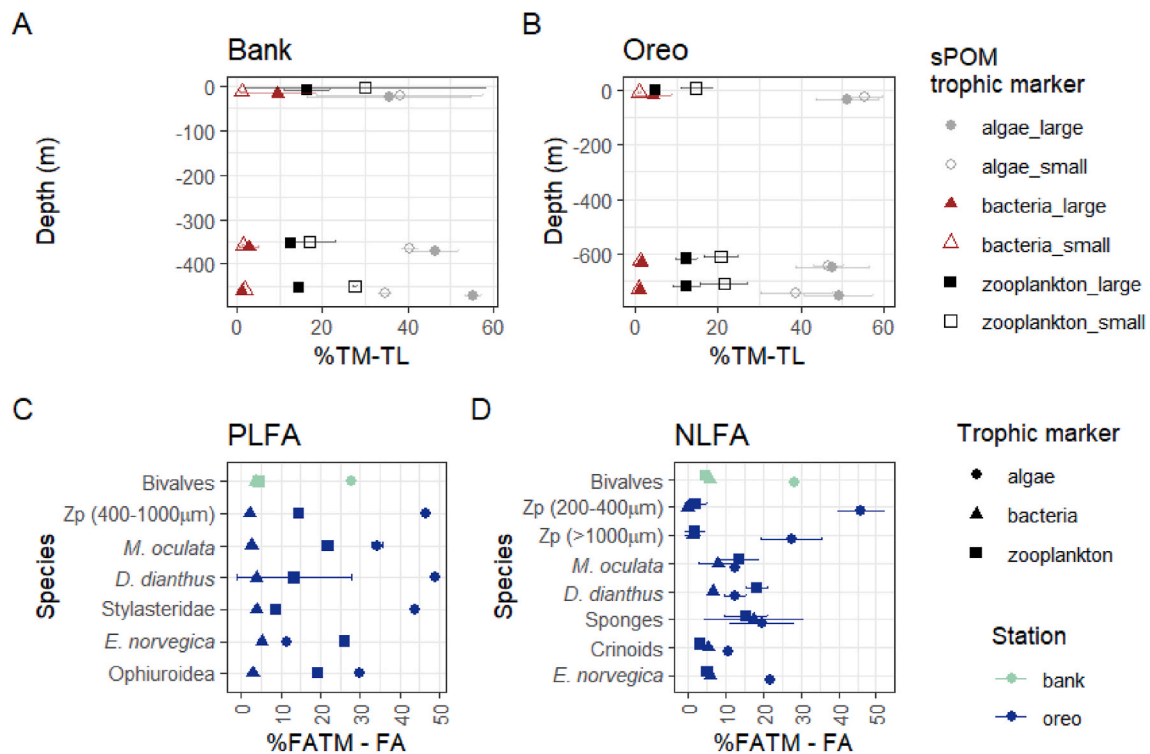 A
Bank
Depth (m)
0
-100
-200
-300
-400
0
20
40
60
%TM-TL
B
Oreo
Depth (m)
0
-200
-400
-600
0
20
40
60
%TM-TL
sPOM
trophic marker
algae_large
algae_small
bacteria_large
bacteria_small
zooplankton_large
zooplankton_small
C
PLFA
Species
Bivalves
Zp (400-1000µm)
M. oculata
D. dianthus
Stylasteridae
E. norvegica
Ophiuroidea
0
10
20
30
40
50
%FATM - FA
D
NLFA
Species
Bivalves
Zp (200-400µm)
Zp (>1000µm)
M. oculata
D. dianthus
Sponges
Crinoids
E. norvegica
0
10
20
30
40
50
%FATM - FA
Trophic marker
algae
bacteria
zooplankton
Station
bank
oreo